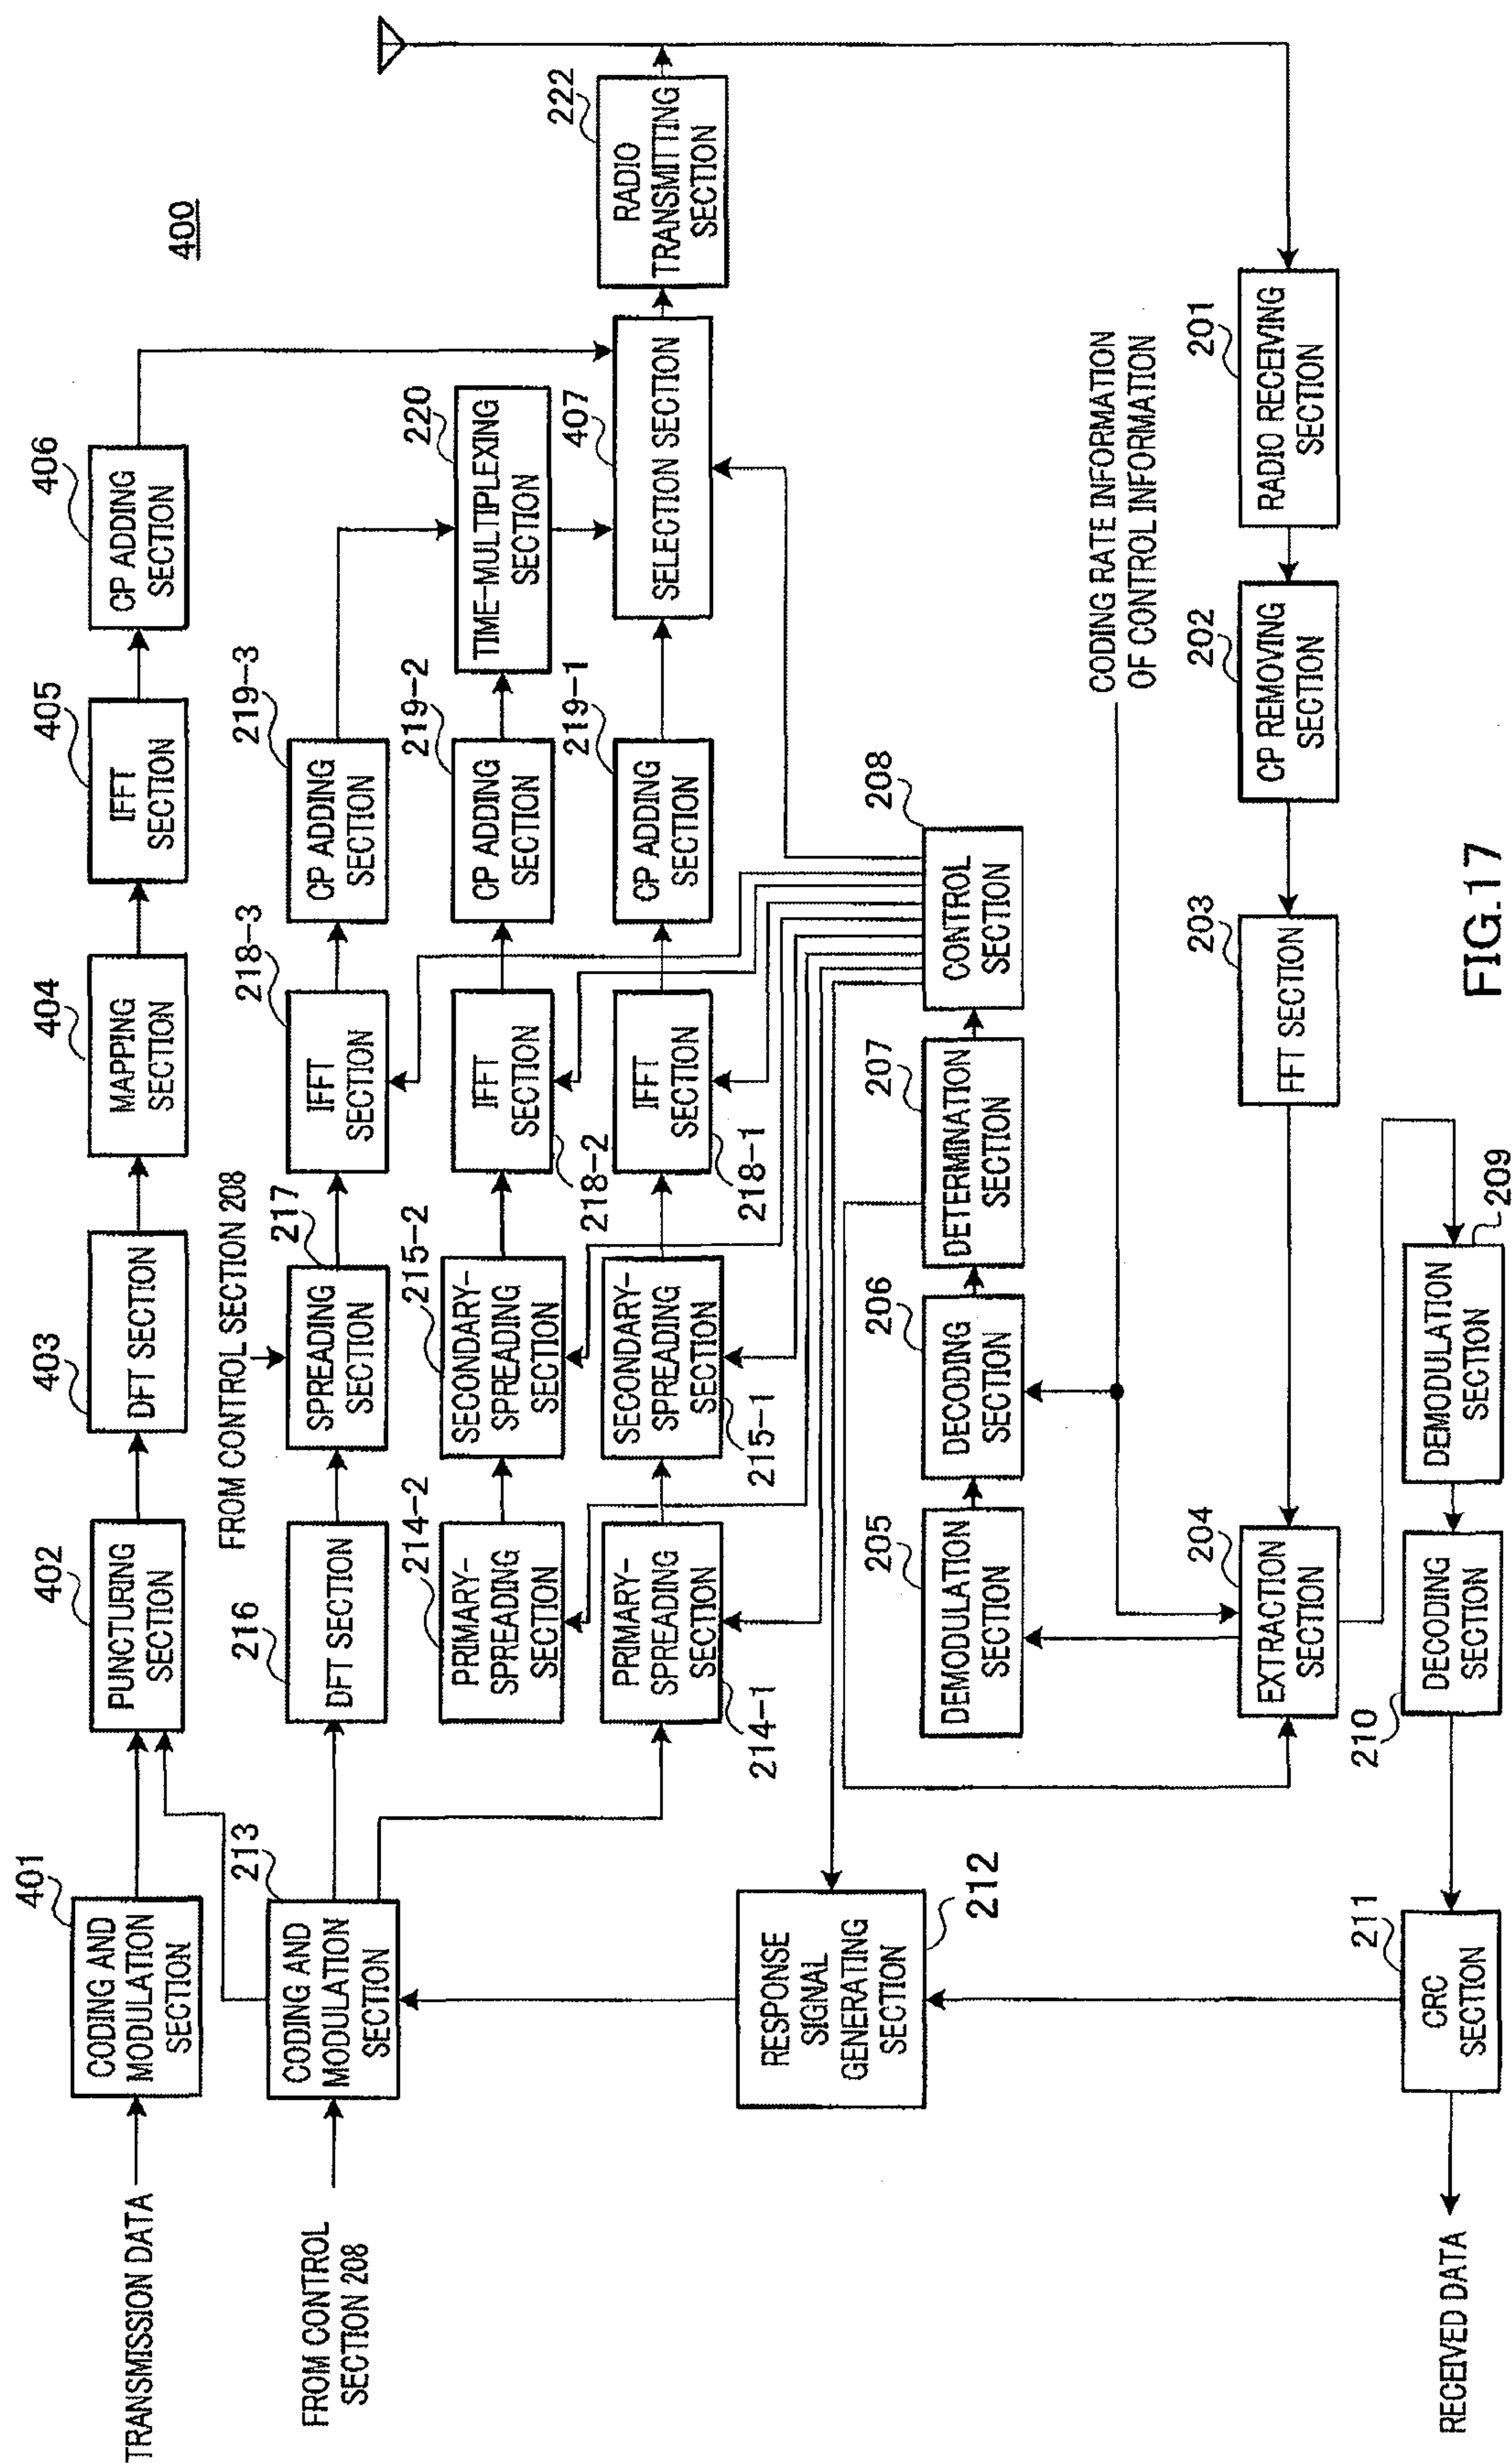 400
TRANSMISSION DATA
401
CODING AND
MODULATION
SECTION
402
PUNCTURING
SECTION
403
DFT SECTION
404
MAPPING
SECTION
405
IFFT
SECTION
406
CP ADDING
SECTION
FROM CONTROL
SECTION 208
213
CODING AND
MODULATION
SECTION
216
DFT SECTION
FROM CONTROL SECTION 208
217
SPREADING
SECTION
218-3
IFFT
SECTION
219-3
CP ADDING
SECTION
214-2
PRIMARY-
SPREADING
SECTION
215-2
SECONDARY-
SPREADING
SECTION
IFFT
SECTION
218-2
219-2
CP ADDING
SECTION
220
TIME-MULTIPLEXING
SECTION
PRIMARY-
SPREADING
SECTION
214-1
SECONDARY-
SPREADING
SECTION
215-1
IFFT
SECTION
218-1
219-1
CP ADDING
SECTION
407
SELECTION SECTION
222
RADIO
TRANSMITTING
SECTION
RESPONSE
SIGNAL
GENERATING
SECTION
212
205
DEMODULATION
SECTION
206
DECODING
SECTION
207
DETERMINATION
SECTION
208
CONTROL
SECTION
CODING RATE INFORMATION
OF CONTROL INFORMATION
204
EXTRACTION
SECTION
203
FFT SECTION
202
CP REMOVING
SECTION
201
RADIO RECEIVING
SECTION
RECEIVED DATA
211
CRC
SECTION
210
DECODING
SECTION
DEMODULATION
SECTION
209
FIG.17